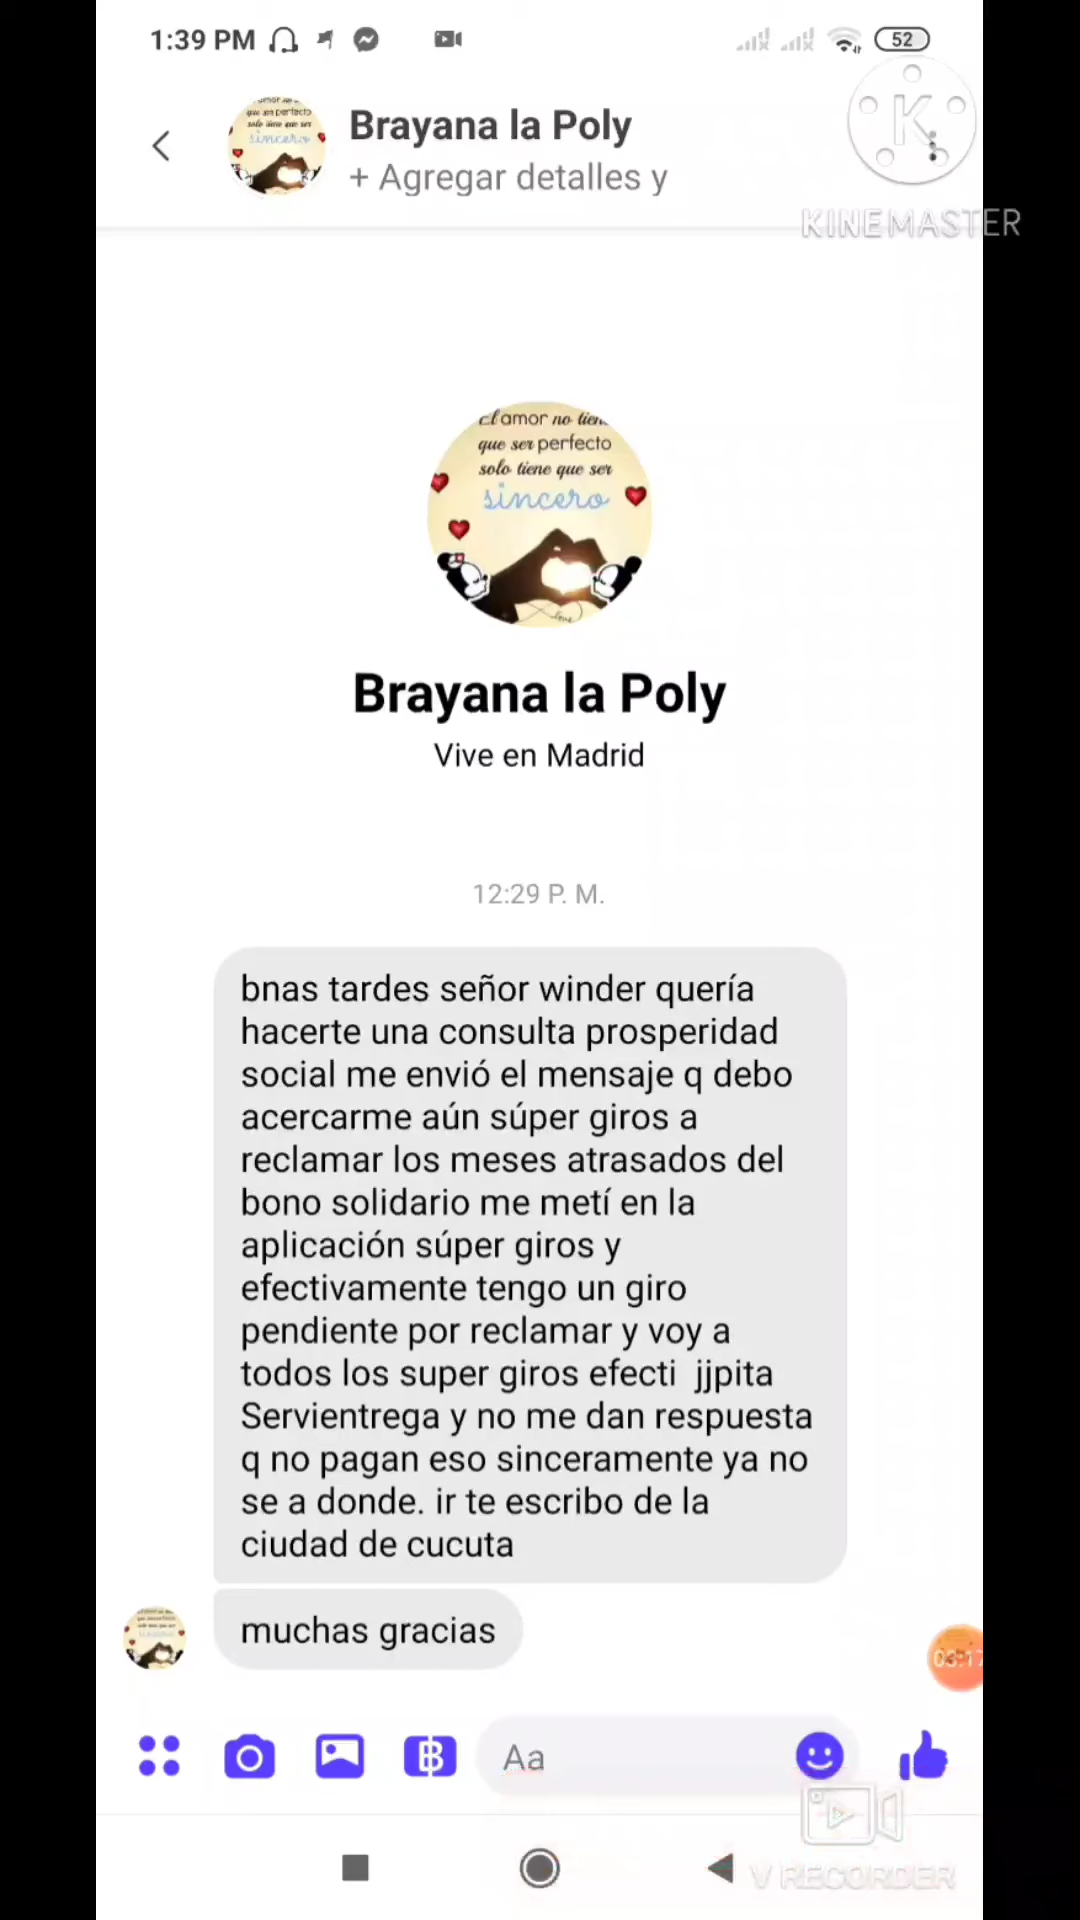 1:39 PM
52
Brayana la Poly
+ Agregar detalles y
K
KINEMASTER
El amor no tien
que ser perfecto
solo tiene que ser
sincero
love
Brayana la Poly
Vive en Madrid
12:29 P. M.
bnas tardes señor winder quería
hacerte una consulta prosperidad
social me envió el mensaje q debo
acercarme aún súper giros a
reclamar los meses atrasados del
bono solidario me metí en la
aplicación súper giros y
efectivamente tengo un giro
pendiente por reclamar y voy a
todos los super giros efecti  jjpita
Servientrega y no me dan respuesta
q no pagan eso sinceramente ya no
se a donde. ir te escribo de la
ciudad de cucuta
muchas gracias
Aa
V RECORDER